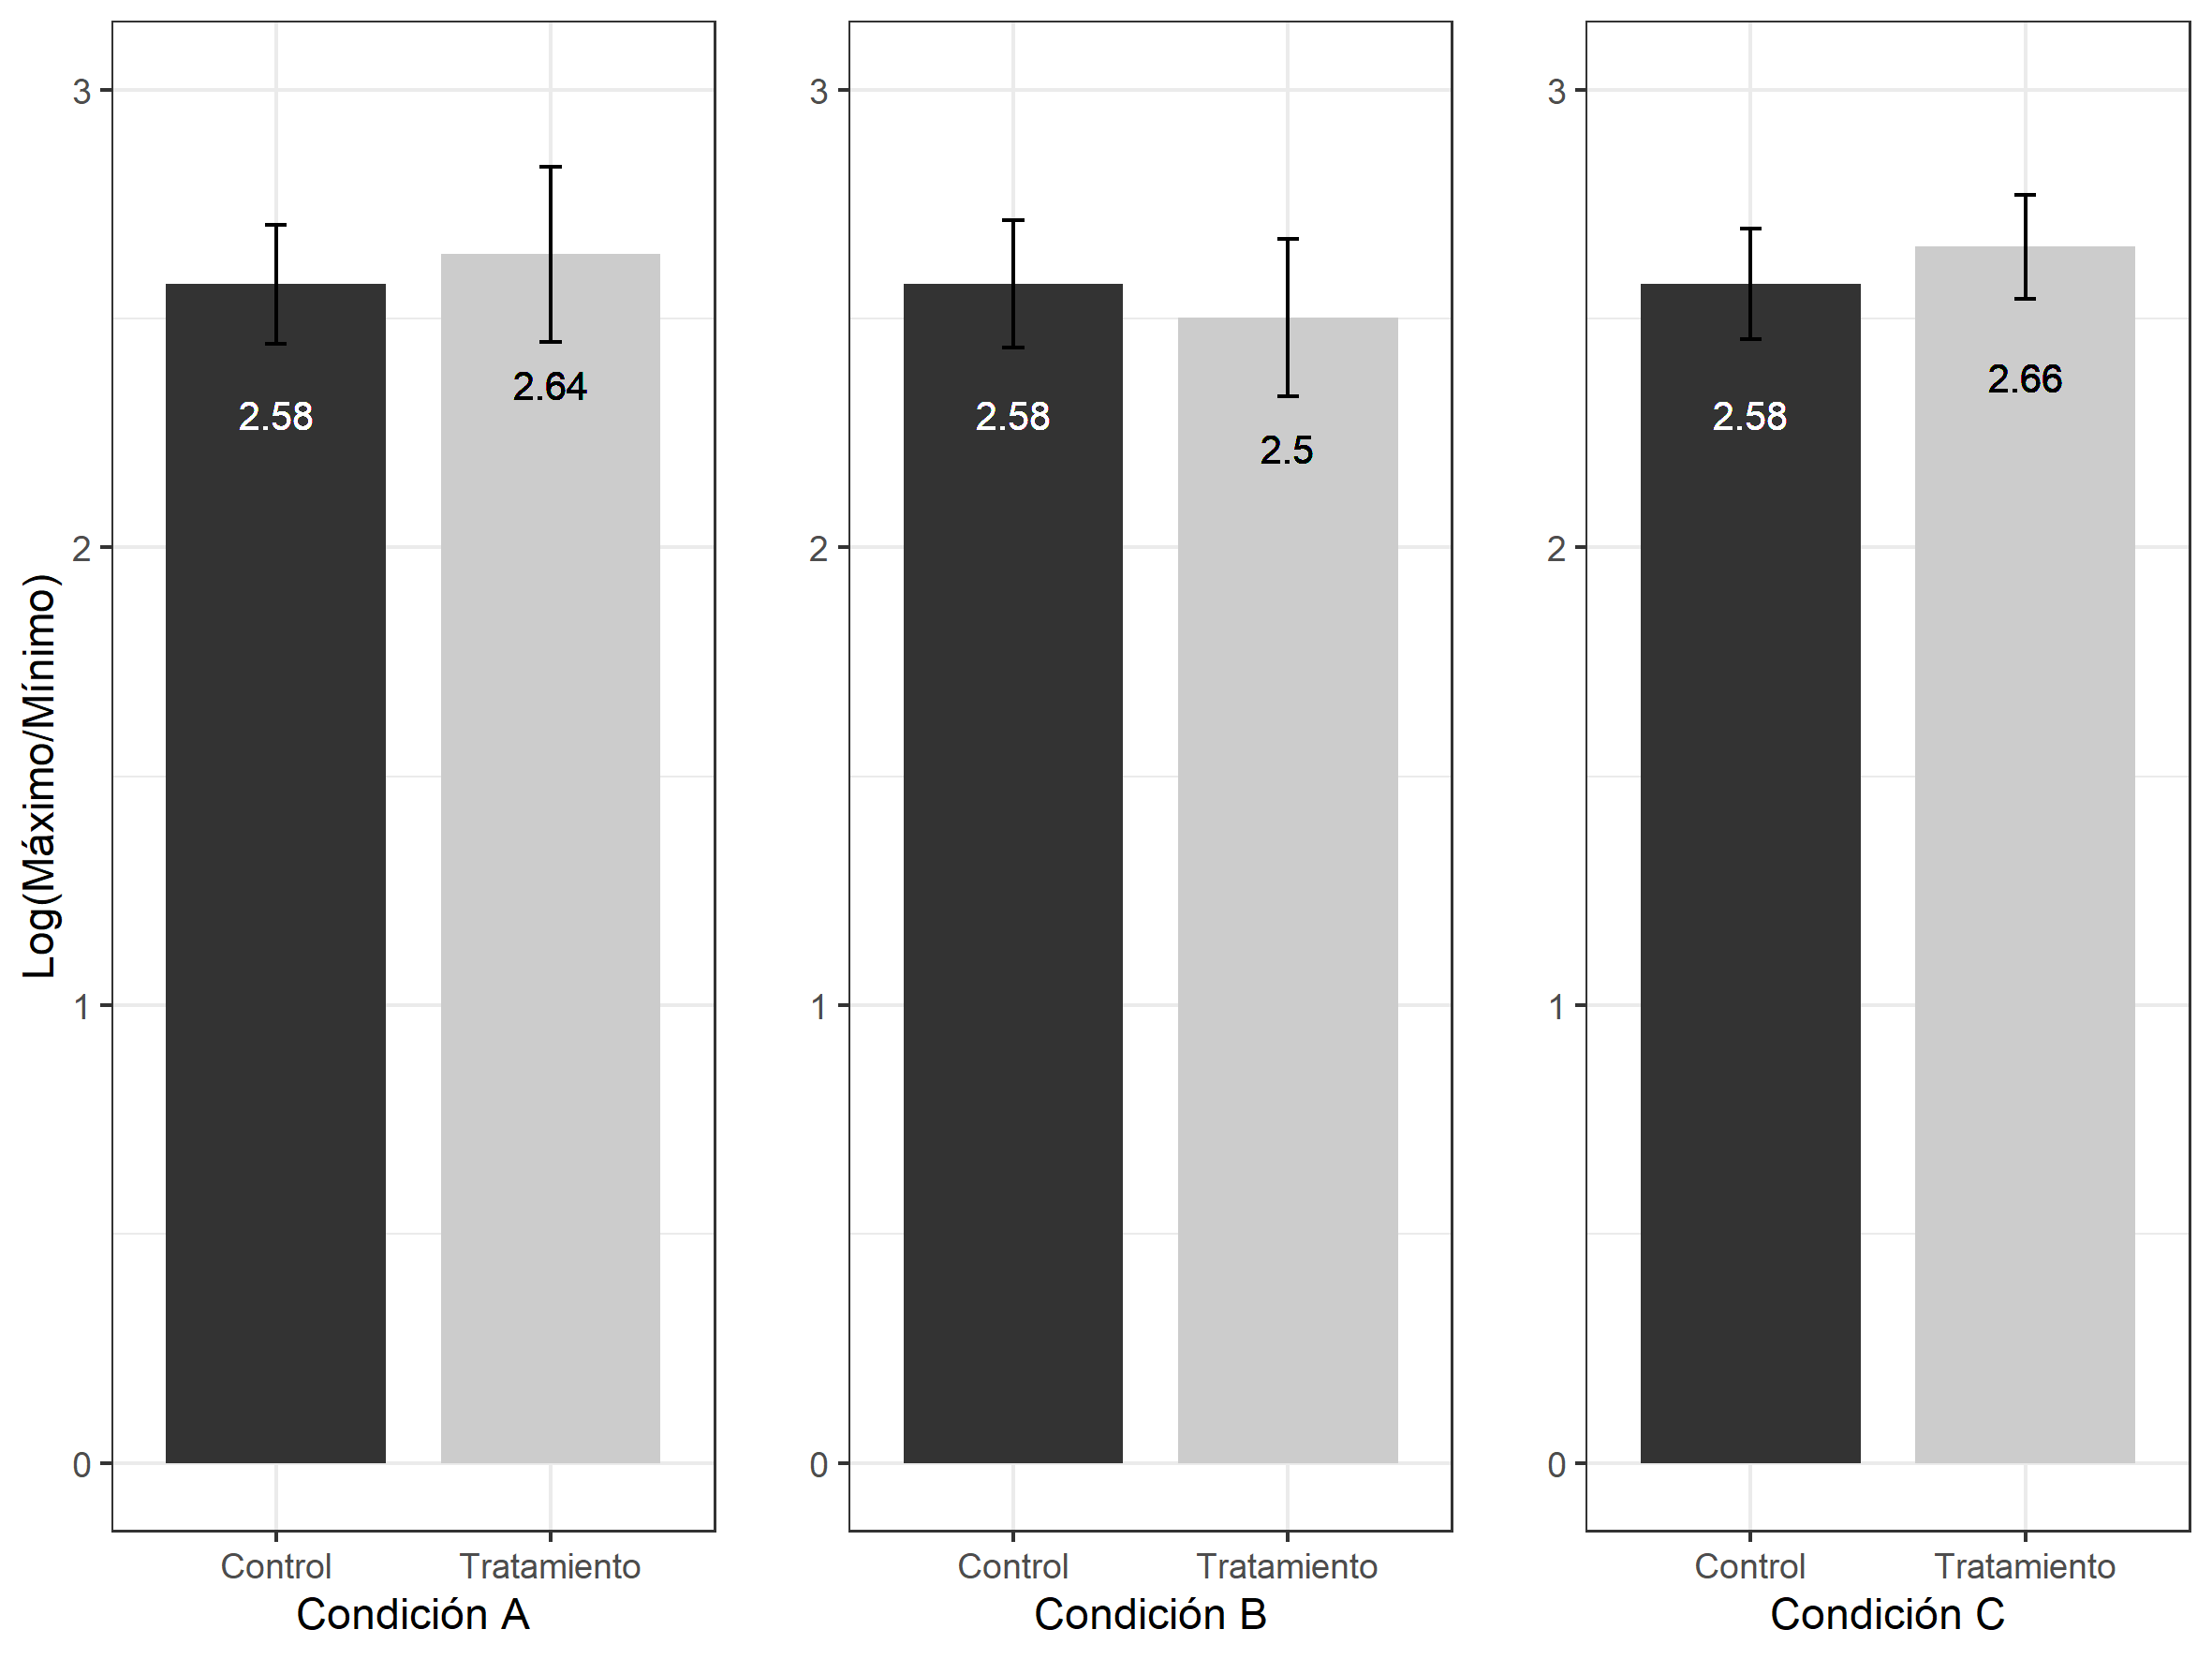 Log(Máximo/Mínimo)
3
2
1
0
2.58
2.64
Control
Tratamiento
Condición A
3
2
1
0
2.58
2.5
Control
Tratamiento
Condición B
3
2
1
0
2.58
2.66
Control
Tratamiento
Condición C